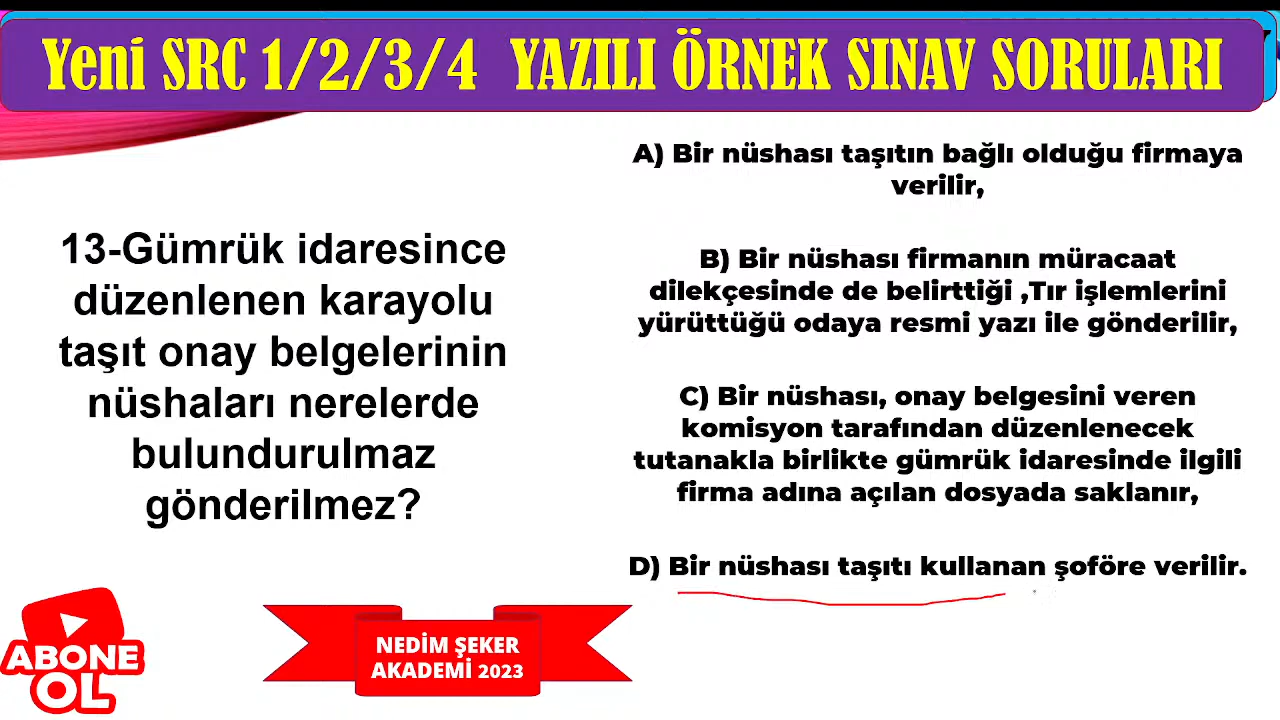 Yeni SRC 1/2/3/4 YAZILI ÖRNEK SINAV SORULARI
13-Gümrük idaresince
düzenlenen karayolu
taşıt onay belgelerinin
nüshaları nerelerde
bulundurulmaz
gönderilmez?
A) Bir nüshası taşıtın bağlı olduğu firmaya
verilir,
B) Bir nüshası firmanın müracaat
dilekçesinde de belirttiği ,Tır işlemlerini
yürüttüğü odaya resmi yazı ile gönderilir,
C) Bir nüshası, onay belgesini veren
komisyon tarafından düzenlenecek
tutanakla birlikte gümrük idaresinde ilgili
firma adına açılan dosyada saklanır,
D) Bir nüshası taşıtı kullanan şoföre verilir.
ABONE
OL
NEDİM ŞEKER
AKADEMİ 2023